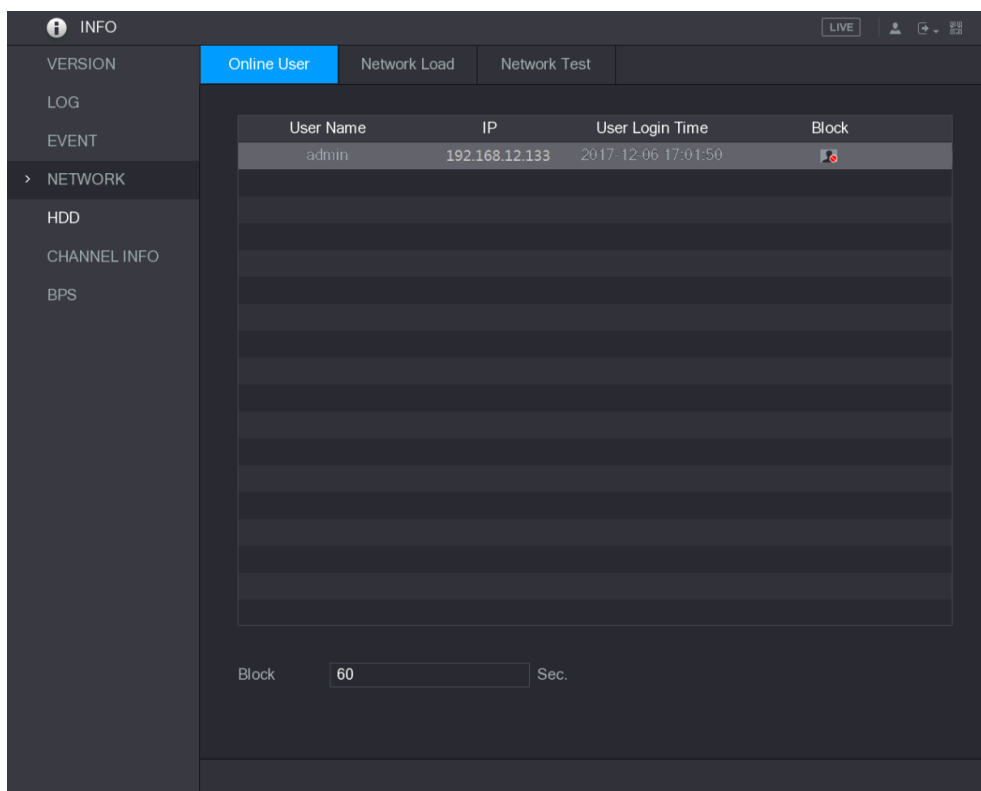 INFO
LIVE
VERSION
LOG
EVENT
NETWORK
HDD
CHANNEL INFO
BPS
Online User Network Load Network Test
User Name IP User Login Time Block
admin 192.168.12.133 2017-12-06 17:01:50
Block 60 Sec.